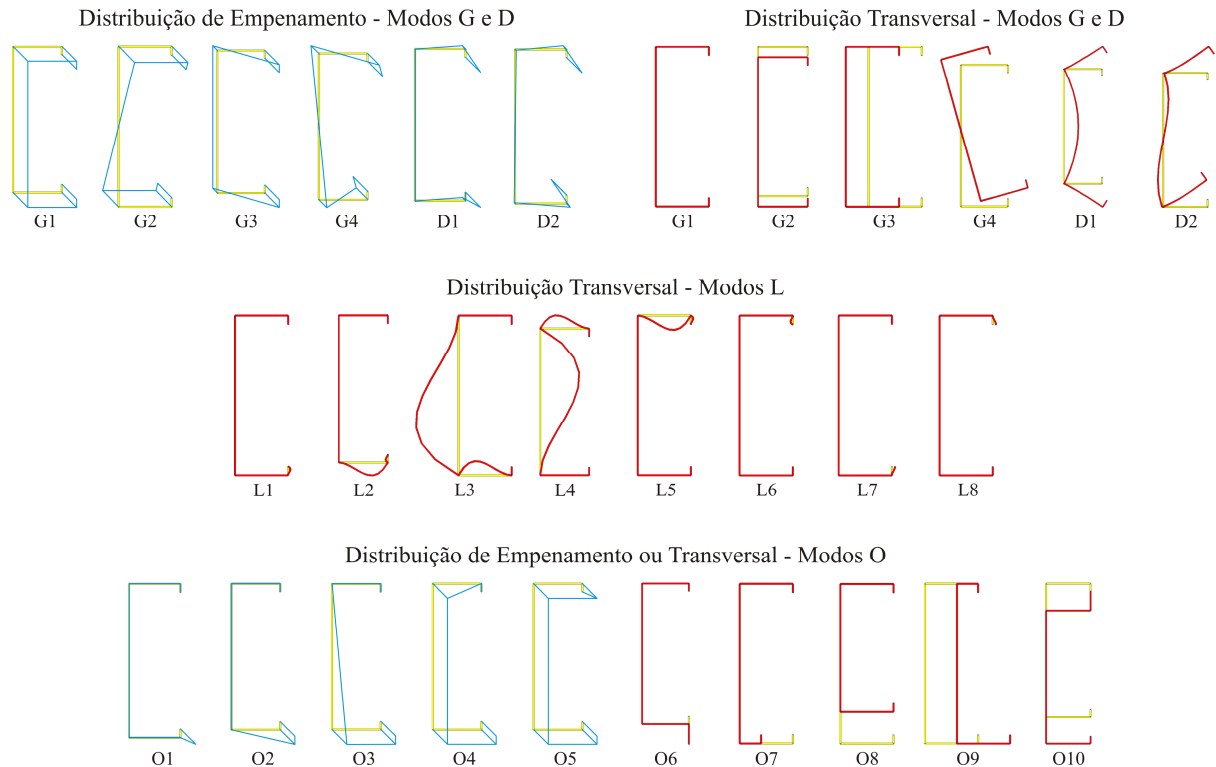 Distribuição de Empenamento - Modos G e D
Distribuição Transversal - Modos G e D
G1 G2 G3 G4 D1 D2
G1 G2 G3 G4 D1 D2
Distribuição Transversal - Modos L
L1 L2 L3 L4 L5 L6 L7 L8
Distribuição de Empenamento ou Transversal - Modos O
O1 O2 O3 O4 O5 O6 O7 O8 O9 O10